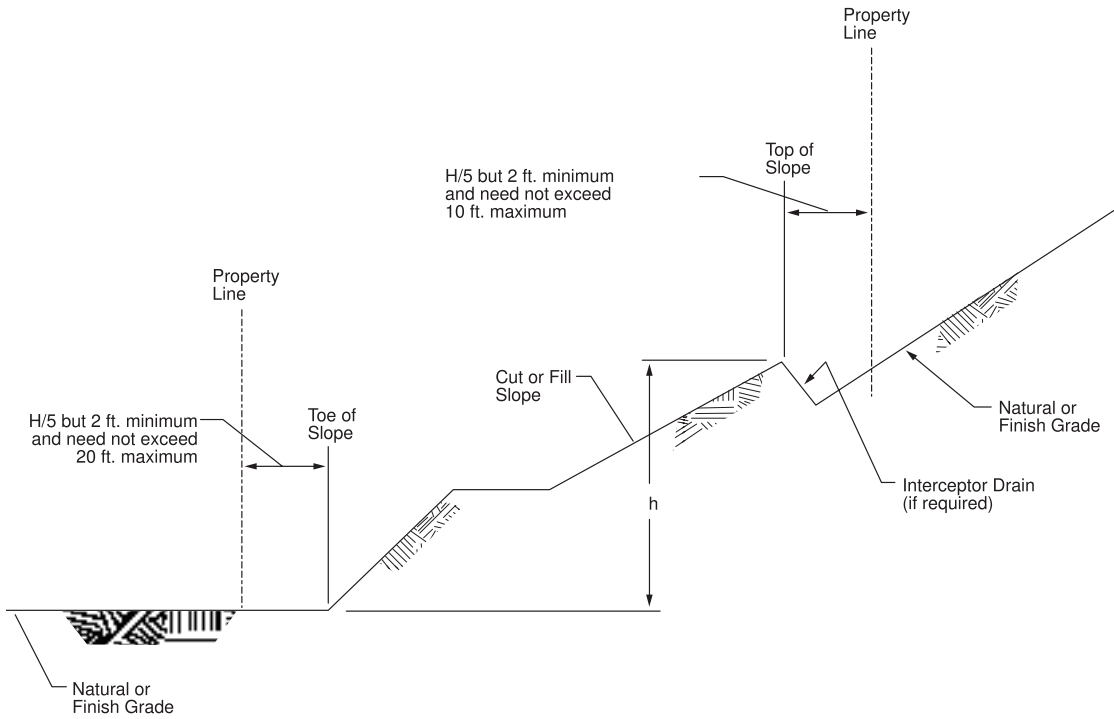 Property
Line
Top of
Slope
H/5 but 2 ft. minimum
and need not exceed
10 ft. maximum
Property
Line
Cut or Fill
Slope
H/5 but 2 ft. minimum
and need not exceed
20 ft. maximum
Toe of
Slope
Natural or
Finish Grade
h
Interceptor Drain
(if required)
Natural or
Finish Grade